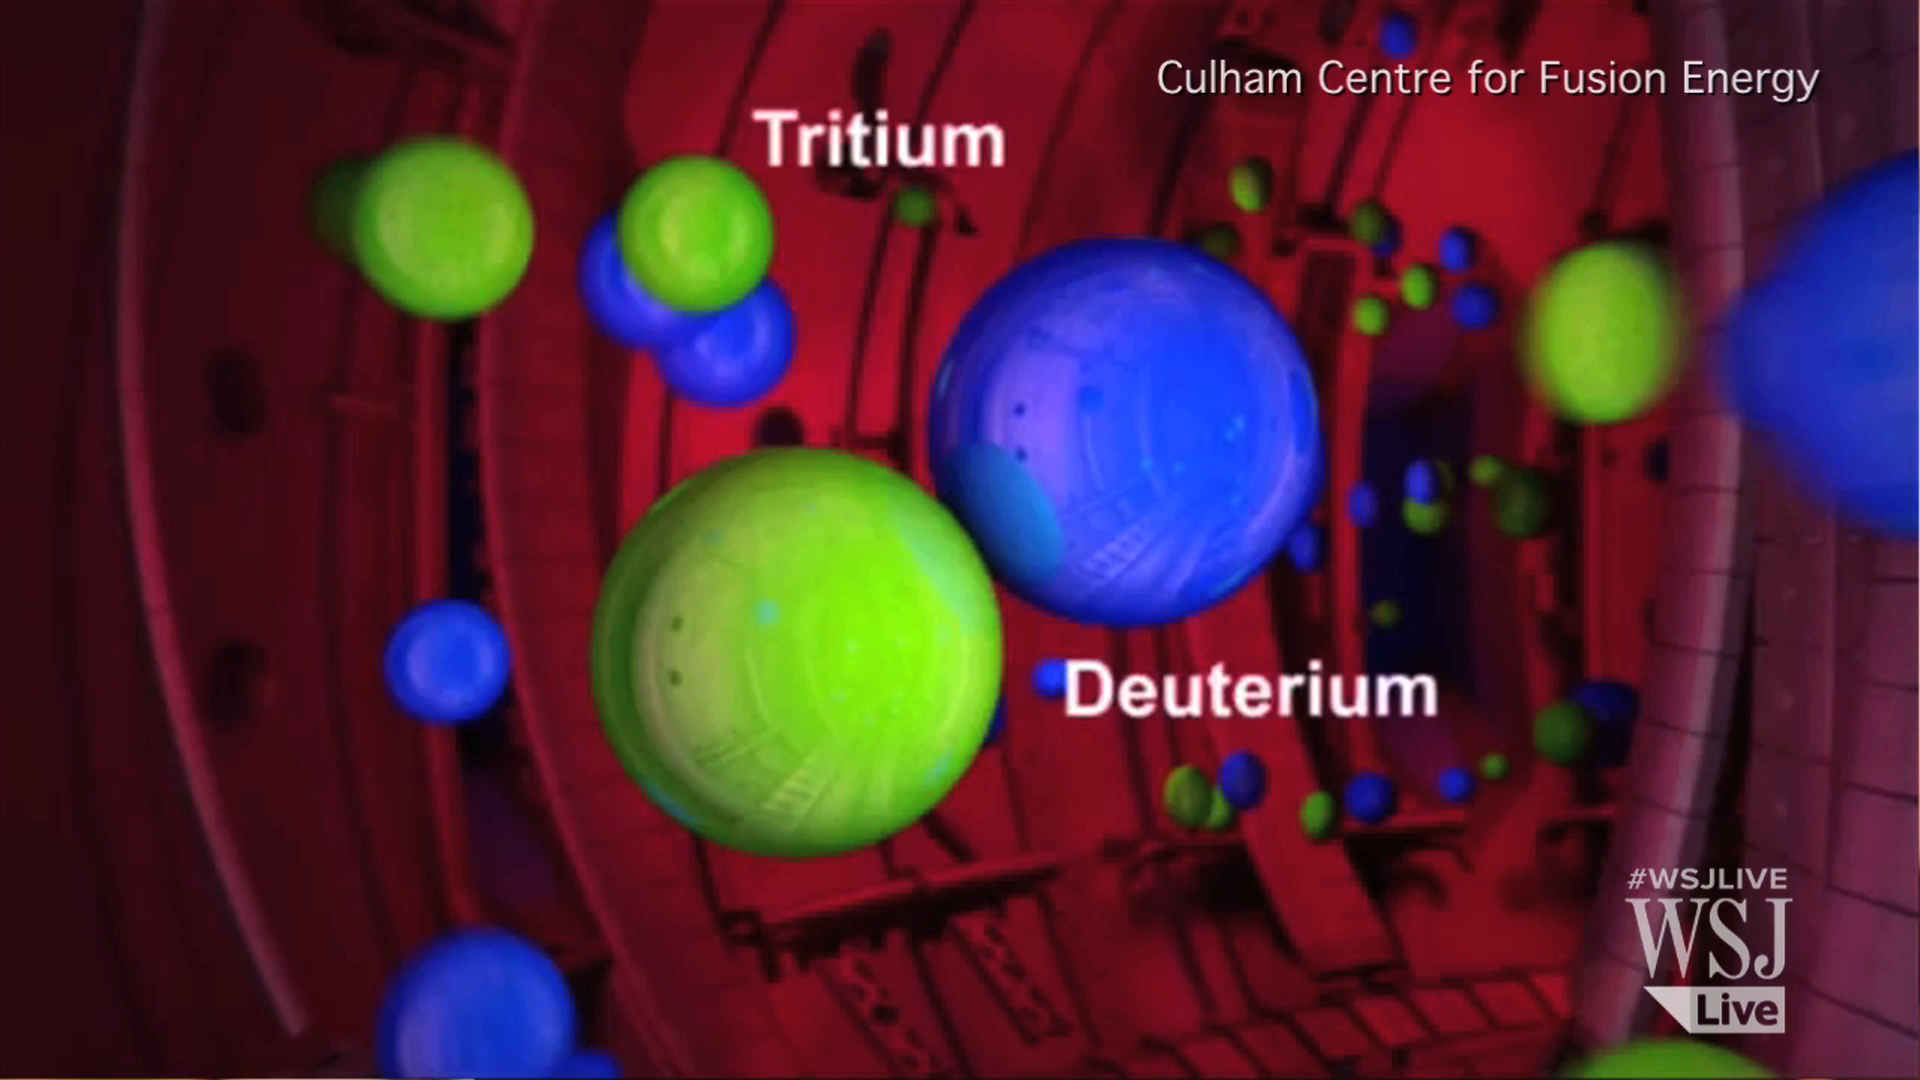 Culham Centre for Fusion Energy
Tritium
Deuterium
#WSJLIVE
WSJ
Live